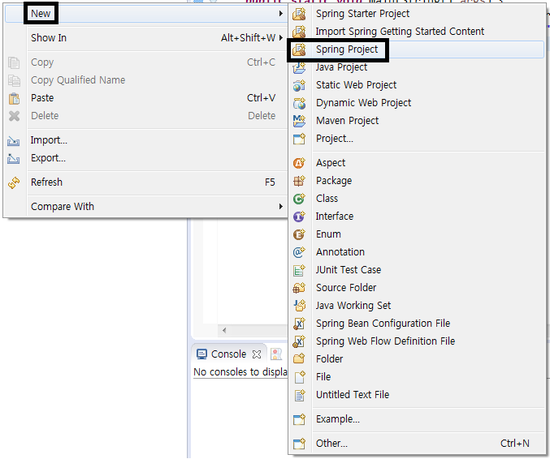 New
Show In Alt+Shift+W
Copy Ctrl+C
Copy Qualified Name
Paste Ctrl+V
Delete Delete
Import...
Export...
Refresh F5
Compare With
Spring Starter Project
Import Spring Getting Started Content
Spring Project
Java Project
Static Web Project
Dynamic Web Project
Maven Project
Project...
Aspect
Package
Class
Interface
Enum
Annotation
JUnit Test Case
Source Folder
Java Working Set
Spring Bean Configuration File
Spring Web Flow Definition File
Folder
File
Untitled Text File
Example...
Other... Ctrl+N
Console
No consoles to displa